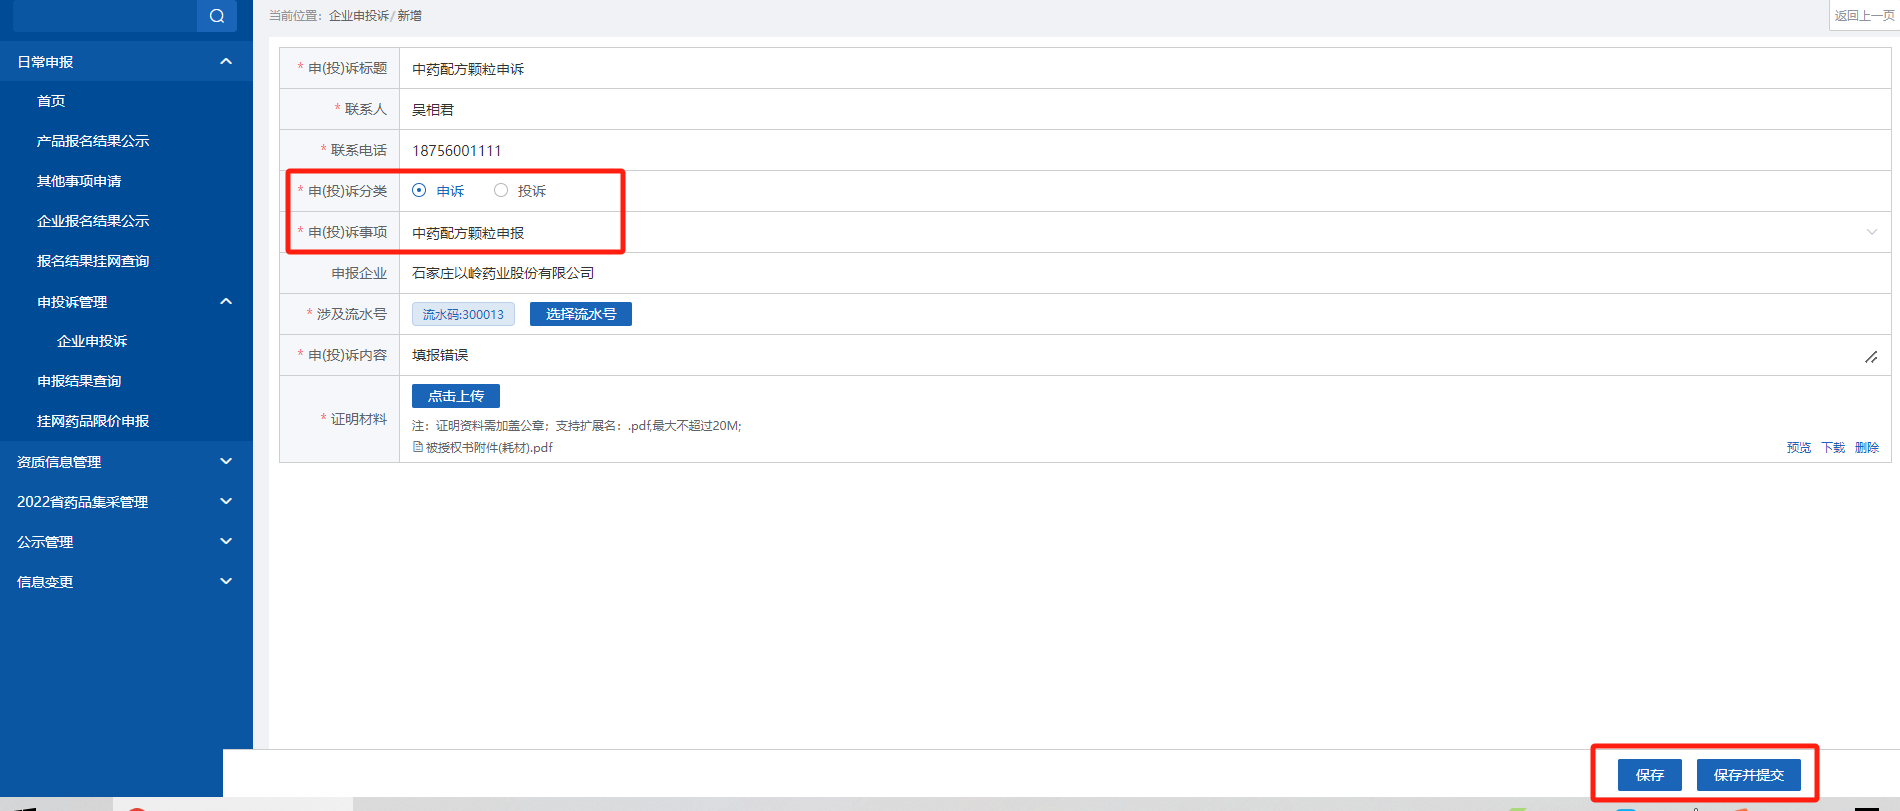 当前位置：企业申投诉/新增
返回上一页
日常申报
首页
产品报名结果公示
其他事项申请
企业报名结果公示
报名结果挂网查询
申投诉管理
企业申投诉
申报结果查询
挂网药品限价申报
资质信息管理
2022省药品集采管理
公示管理
信息变更
* 申(投)诉标题 中药配方颗粒申诉
* 联系人 吴相君
* 联系电话 18756001111
* 申(投)诉分类 申诉 投诉
* 申(投)诉事项 中药配方颗粒申报
申报企业 石家庄以岭药业股份有限公司
* 涉及流水号 流水码:300013 选择流水号
* 申(投)诉内容 填报错误
* 证明材料 点击上传
注：证明资料需加盖公章；支持扩展名：.pdf,最大不超过20M;
被授权书附件(耗材).pdf 预览 下载 删除
保存 保存并提交